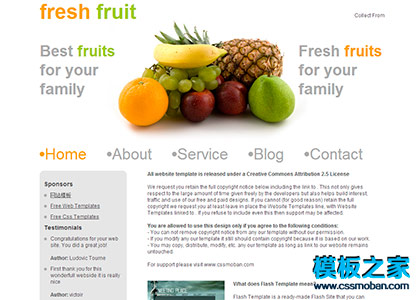 fresh fruit
Collect From
Best fruits
for your
family
Fresh fruits
for your
family
•Home •About •Service •Blog •Contact
Sponsors
网站模板
Free Web Templates
Free Css Templates
Testimonials
Congratulations for your
web site. You did a great job!
Author: Ludovic Tourne
First thank you for this
wonderful website it is really
nice
Author: victoir
All website template is released under a Creative Commons Attribution 2.5 License
We request you retain the full copyright notice below including the link to . This not only gives
respect to the large amount of time given freely by the developers but also helps build interest,
traffic and use of our free and paid designs. If you cannot (for good reason) retain the full
copyright we request you at least leave in place the Website Templates link, with Website
Templates linked to . If you refuse to include even this then support may be affected.
You are allowed to use this design only if you agree to the following conditions:
- You can not remove copyright notice from any our template without our permission.
- If you modify any our template it still should contain copyright because it is based on our work.
- You may copy, distribute, modify, etc. any our template as long as link to our website remains
untouched.
For support please visit www.cssmoban.com
MEETING PLACE
What does Flash Template mean
Flash Template is a ready-made Flash Site that you can
模板之家
www.cssmoban.com